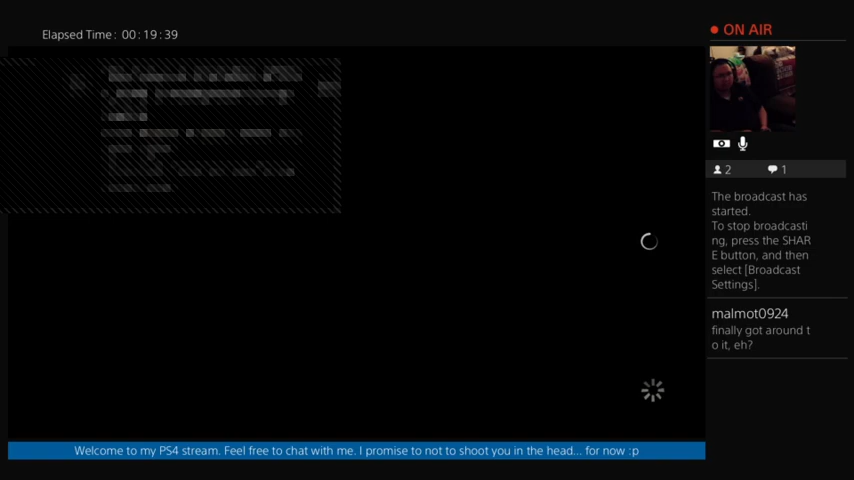 Elapsed Time: 00:19:39
ON AIR
2
1
The broadcast has
started.
To stop broadcasti
ng, press the SHAR
E button, and then
select [Broadcast
Settings].
malmot0924
finally got around t
o it, eh?
Welcome to my PS4 stream. Feel free to chat with me. I promise to not to shoot you in the head... for now :p